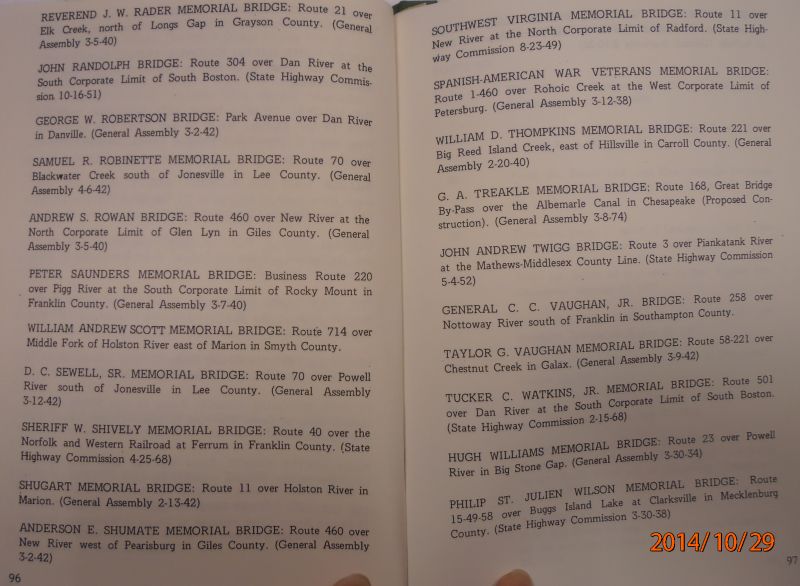 REVEREND J. W. RADER MEMORIAL BRIDGE: Route 21 over
Elk Creek, north of Longs Gap in Grayson County. (General
Assembly 3-5-40)
JOHN RANDOLPH BRIDGE: Route 304 over Dan River at the
South Corporate Limit of South Boston. (State Highway Commis-
sion 10-16-51)
GEORGE W. ROBERTSON BRIDGE: Park Avenue over Dan River
in Danville. (General Assembly 3-2-42)
SAMUEL R. ROBINETTE MEMORIAL BRIDGE: Route 70 over
Blackwater Creek south of Jonesville in Lee County. (General
Assembly 4-6-42)
ANDREW S. ROWAN BRIDGE: Route 460 over New River at the
North Corporate Limit of Glen Lyn in Giles County. (General
Assembly 3-5-40)
PETER SAUNDERS MEMORIAL BRIDGE: Business Route 220
over Pigg River at the South Corporate Limit of Rocky Mount in
Franklin County. (General Assembly 3-7-40)
WILLIAM ANDREW SCOTT MEMORIAL BRIDGE: Route 714 over
Middle Fork of Holston River east of Marion in Smyth County.
D. C. SEWELL, SR. MEMORIAL BRIDGE: Route 70 over Powell
River south of Jonesville in Lee County. (General Assembly
3-12-42)
SHERIFF W. SHIVELY MEMORIAL BRIDGE: Route 40 over the
Norfolk and Western Railroad at Ferrum in Franklin County. (State
Highway Commission 4-25-68)
SHUGART MEMORIAL BRIDGE: Route 11 over Holston River in
Marion. (General Assembly 2-13-42)
ANDERSON E. SHUMATE MEMORIAL BRIDGE: Route 460 over
New River west of Pearisburg in Giles County. (General Assembly
3-2-42)
96
SOUTHWEST VIRGINIA MEMORIAL BRIDGE: Route 11 over
New River at the North Corporate Limit of Radford. (State High-
way Commission 8-23-49)
SPANISH-AMERICAN WAR VETERANS MEMORIAL BRIDGE:
Route 1-460 over Rohoic Creek at the West Corporate Limit of
Petersburg. (General Assembly 3-12-38)
WILLIAM D. THOMPKINS MEMORIAL BRIDGE: Route 221 over
Big Reed Island Creek, east of Hillsville in Carroll County. (General
Assembly 2-20-40)
G. A. TREAKLE MEMORIAL BRIDGE: Route 168, Great Bridge
By-Pass over the Albemarle Canal in Chesapeake (Proposed Con-
struction). (General Assembly 3-8-74)
JOHN ANDREW TWIGG BRIDGE: Route 3 over Piankatank River
at the Mathews-Middlesex County Line. (State Highway Commission
5-4-52)
GENERAL C. C. VAUGHAN, JR. BRIDGE: Route 258 over
Nottoway River south of Franklin in Southampton County.
TAYLOR G. VAUGHAN MEMORIAL BRIDGE: Route 58-221 over
Chestnut Creek in Galax. (General Assembly 3-9-42)
TUCKER C. WATKINS, JR. MEMORIAL BRIDGE: Route 501
over Dan River at the South Corporate Limit of South Boston.
(State Highway Commission 2-15-68)
HUGH WILLIAMS MEMORIAL BRIDGE: Route 23 over Powell
River in Big Stone Gap. (General Assembly 3-30-34)
PHILIP ST. JULIEN WILSON MEMORIAL BRIDGE: Route
15-49-58 over Buggs Island Lake at Clarksville in Mecklenburg
County. (State Highway Commission 3-30-38)
97
2014/10/29